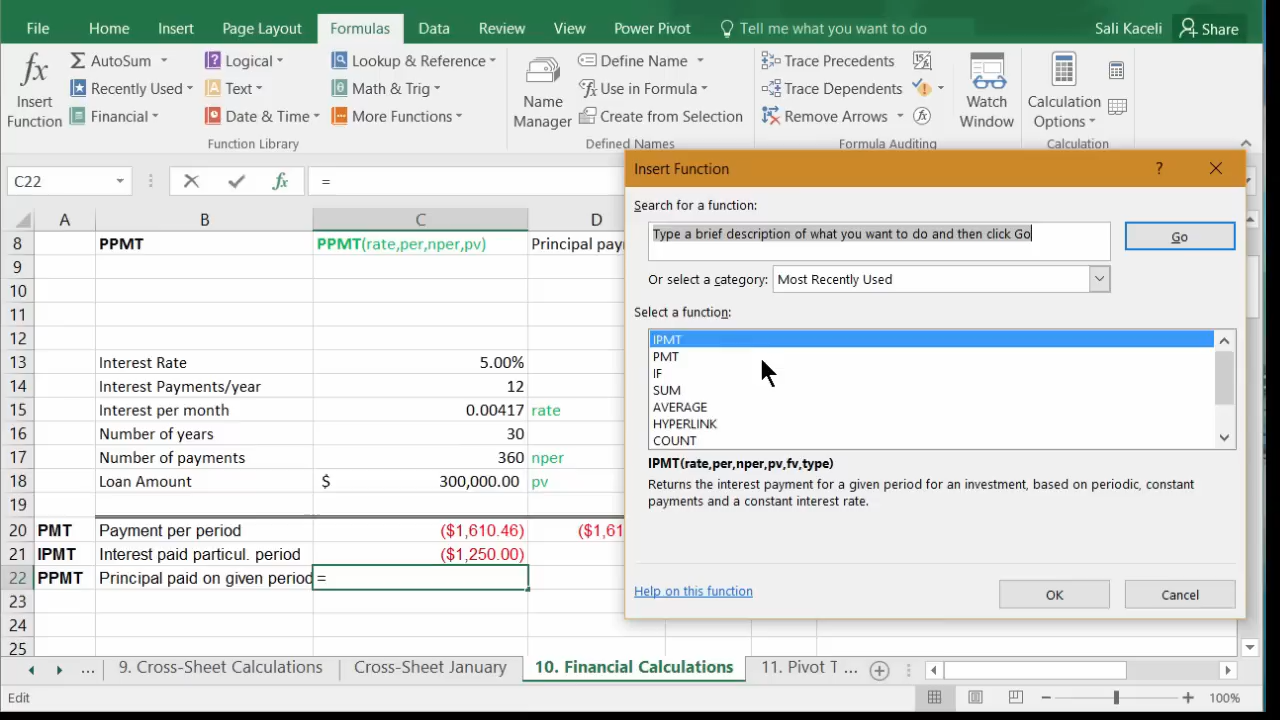 File Home Insert Page Layout Formulas Data Review View Power Pivot Tell me what you want to do Sali Kaceli Share
fx Insert Function
Σ AutoSum
Recently Used
Financial
Logical
Text
Date & Time
Lookup & Reference
Math & Trig
More Functions
Function Library
Name Manager
Define Name
Use in Formula
Create from Selection
Defined Names
Trace Precedents
Trace Dependents
Remove Arrows
Formula Auditing
Watch Window
Calculation Options
Calculation
C22 fx =
A B C D
8 PPMT PPMT(rate,per,nper,pv) Principal payn
9
10
11
12
13 Interest Rate 5.00%
14 Interest Payments/year 12
15 Interest per month 0.00417 rate
16 Number of years 30
17 Number of payments 360 nper
18 Loan Amount $ 300,000.00 pv
19
20 PMT Payment per period ($1,610.46) ($1,61
21 IPMT Interest paid particul. period ($1,250.00)
22 PPMT Principal paid on given period =
23
24
25
Insert Function ?
Search for a function:
Type a brief description of what you want to do and then click Go
Go
Or select a category: Most Recently Used
Select a function:
IPMT
PMT
IF
SUM
AVERAGE
HYPERLINK
COUNT
IPMT(rate,per,nper,pv,fv,type)
Returns the interest payment for a given period for an investment, based on periodic, constant
payments and a constant interest rate.
Help on this function OK Cancel
... 9. Cross-Sheet Calculations Cross-Sheet January 10. Financial Calculations 11. Pivot T ...
Edit 100%